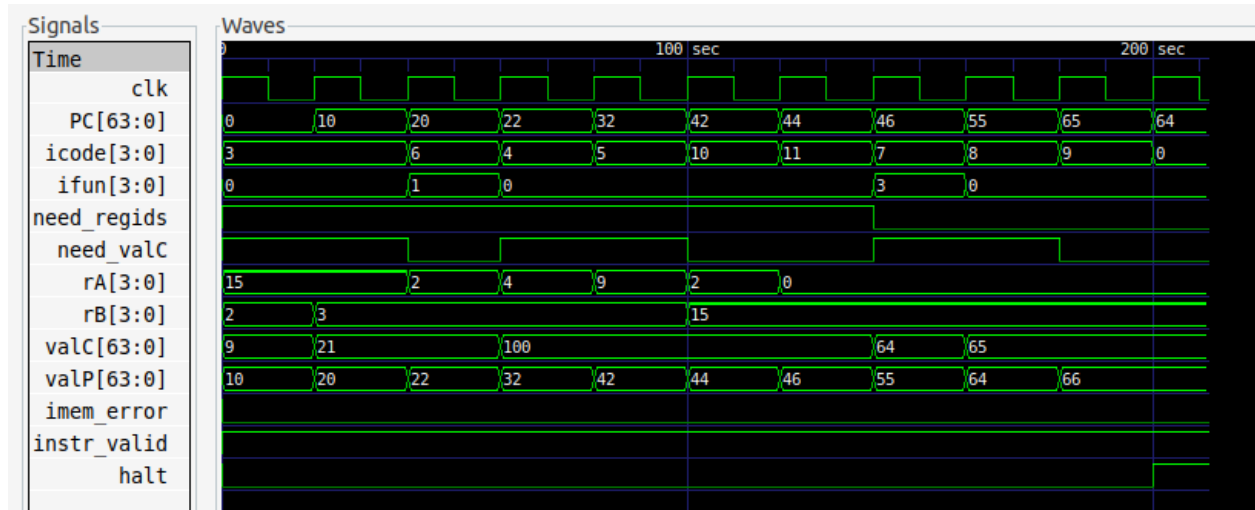 Signals Waves
Time 0 100 sec 200 sec
clk
PC[63:0] 0 10 20 22 32 42 44 46 55 65 64
icode[3:0] 3 6 4 5 10 11 7 8 9 0
ifun[3:0] 0 1 0 3 0
need_regids
need_valC
rA[3:0] 15 2 4 9 2 0
rB[3:0] 2 3 15
valC[63:0] 9 21 100 64 65
valP[63:0] 10 20 22 32 42 44 46 55 64 66
imem_error
instr_valid
halt